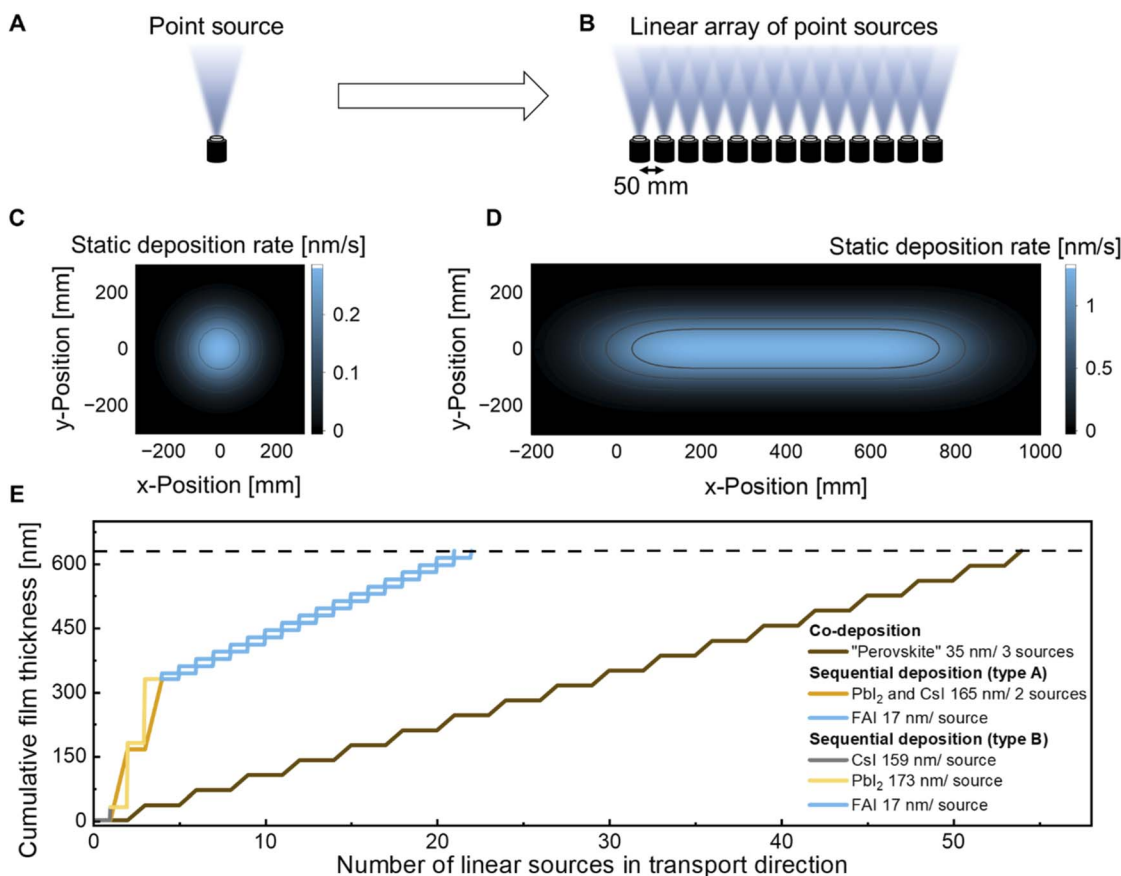 A
Point source
B
Linear array of point sources
50 mm
C
Static deposition rate [nm/s]
y-Position [mm]
200
0
−200
−200 0 200
x-Position [mm]
0.2
0.1
0
D
Static deposition rate [nm/s]
y-Position [mm]
200
0
−200
−200 0 200 400 600 800 1000
x-Position [mm]
1
0.5
0
E
Cumulative film thickness [nm]
600
450
300
150
0
0 10 20 30 40 50
Number of linear sources in transport direction
Co-deposition
"Perovskite" 35 nm/ 3 sources
Sequential deposition (type A)
PbI₂ and CsI 165 nm/ 2 sources
FAI 17 nm/ source
Sequential deposition (type B)
CsI 159 nm/ source
PbI₂ 173 nm/ source
FAI 17 nm/ source